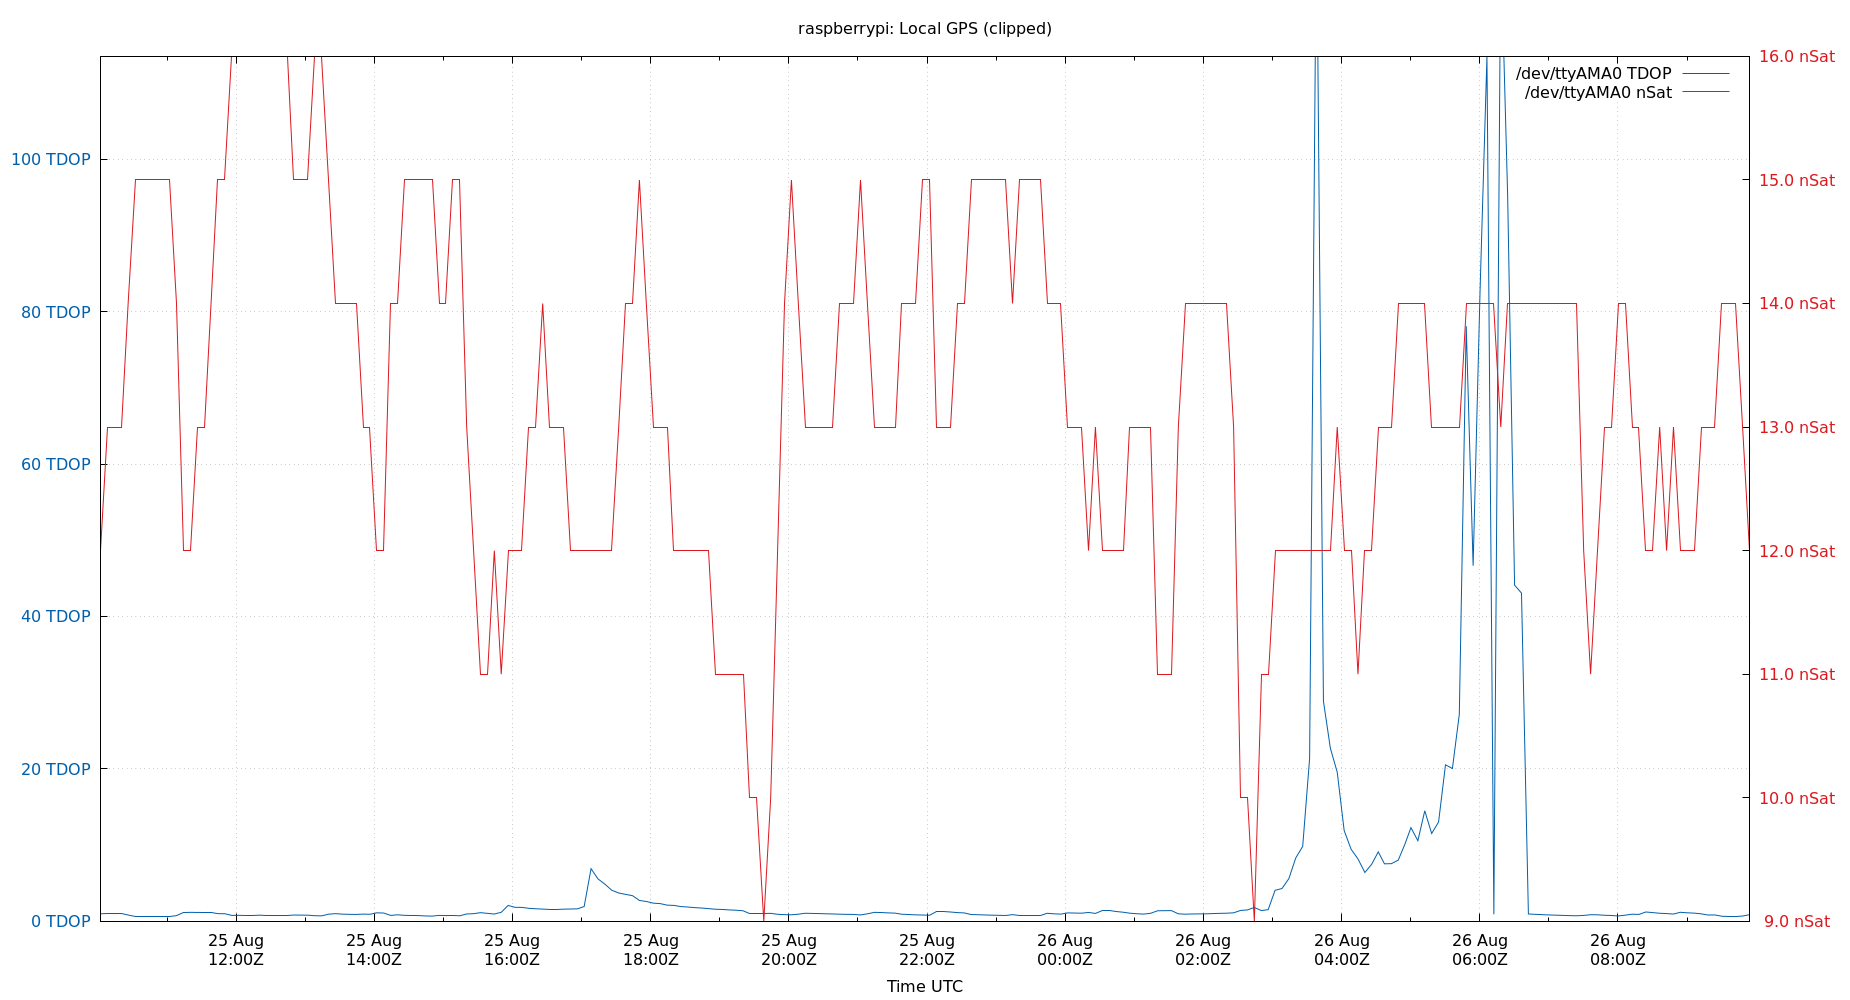 raspberrypi: Local GPS (clipped)
/dev/ttyAMA0 TDOP
/dev/ttyAMA0 nSat
100 TDOP
80 TDOP
60 TDOP
40 TDOP
20 TDOP
0 TDOP
16.0 nSat
15.0 nSat
14.0 nSat
13.0 nSat
12.0 nSat
11.0 nSat
10.0 nSat
9.0 nSat
25 Aug
12:00Z
25 Aug
14:00Z
25 Aug
16:00Z
25 Aug
18:00Z
25 Aug
20:00Z
25 Aug
22:00Z
26 Aug
00:00Z
26 Aug
02:00Z
26 Aug
04:00Z
26 Aug
06:00Z
26 Aug
08:00Z
Time UTC